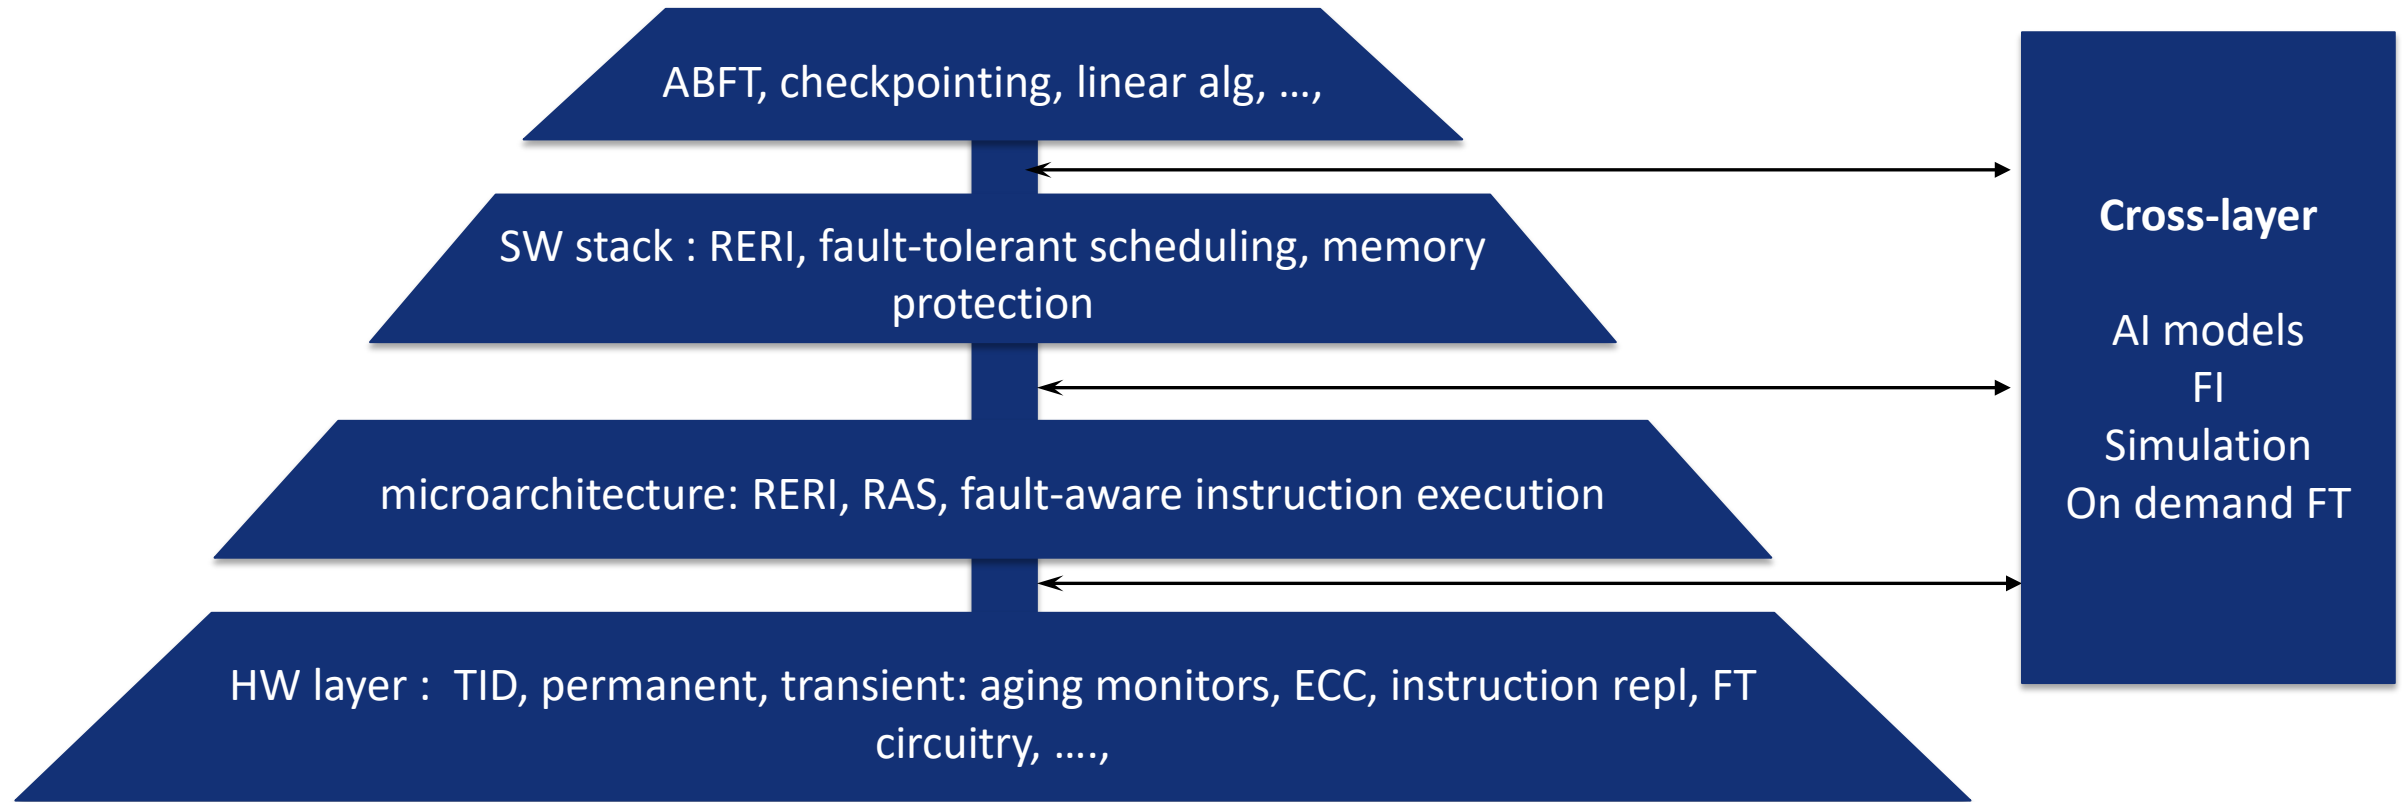 ABFT, checkpointing, linear alg, ...,
SW stack : RERI, fault-tolerant scheduling, memory
protection
microarchitecture: RERI, RAS, fault-aware instruction execution
HW layer :  TID, permanent, transient: aging monitors, ECC, instruction repl, FT
circuitry, ....,
Cross-layer
AI models
FI
Simulation
On demand FT